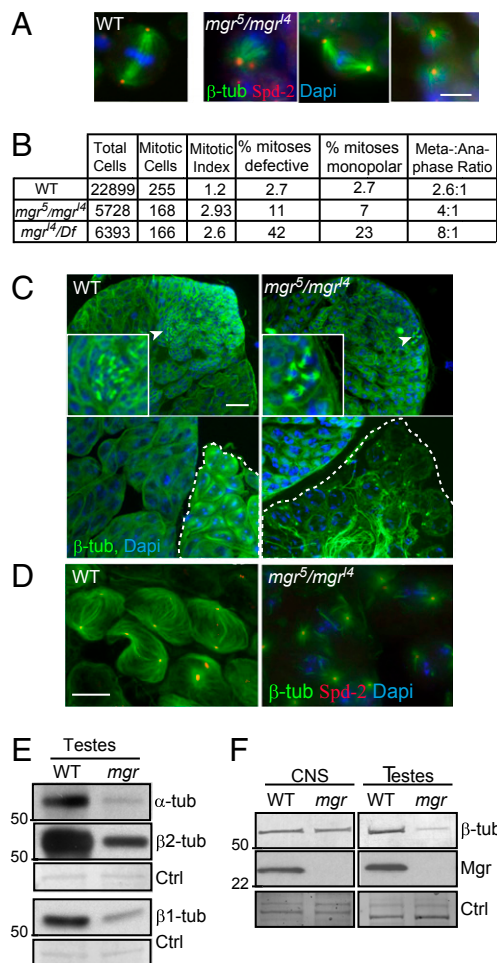 A
WT
mgr⁵/mgrˡ⁴
β-tub Spd-2 Dapi
B
Total Cells Mitotic Cells Mitotic Index % mitoses defective % mitoses monopolar Meta-:Ana-phase Ratio
WT 22899 255 1.2 2.7 2.7 2.6:1
mgr⁵/mgrˡ⁴ 5728 168 2.93 11 7 4:1
mgrˡ⁴/Df 6393 166 2.6 42 23 8:1
C
WT
mgr⁵/mgrˡ⁴
β-tub, Dapi
D
WT
mgr⁵/mgrˡ⁴
β-tub Spd-2 Dapi
E
Testes
WT mgr
50 α-tub
50 β2-tub
Ctrl
50 β1-tub
Ctrl
F
CNS Testes
WT mgr WT mgr
50 β-tub
22 Mgr
Ctrl